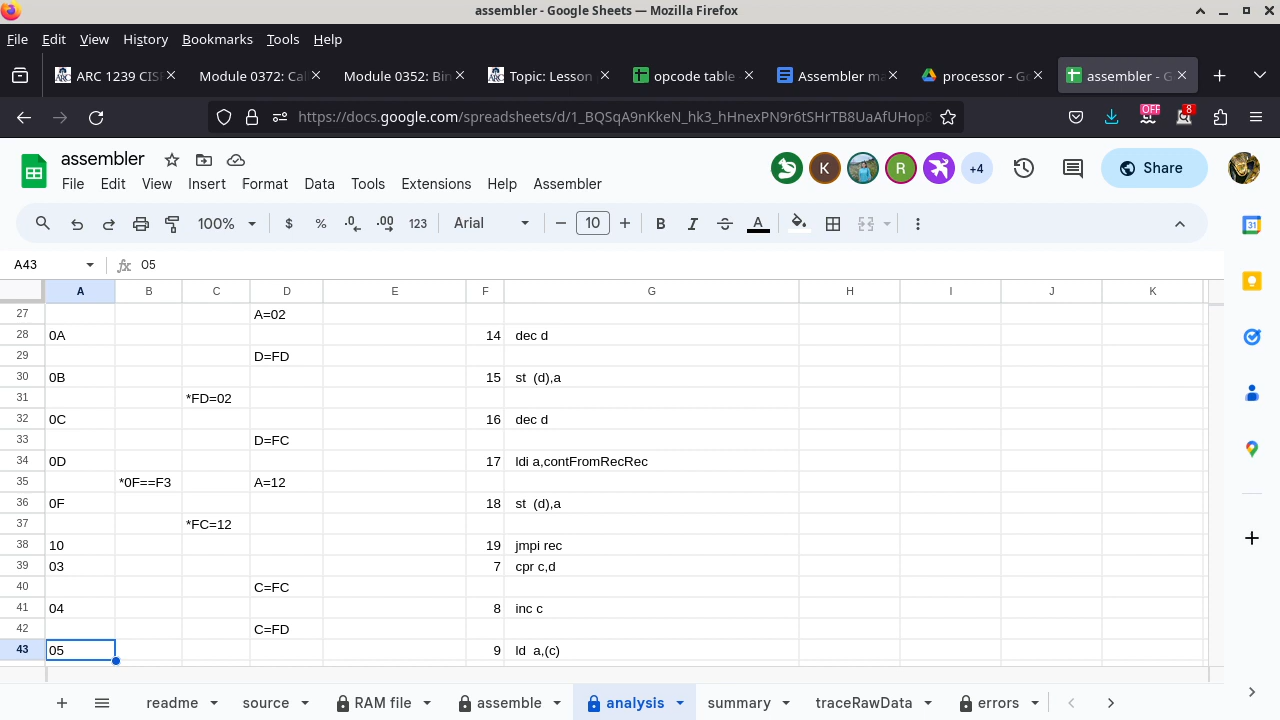 assembler - Google Sheets — Mozilla Firefox
File Edit View History Bookmarks Tools Help
ARC 1239 CIS
Module 0372: Cal
Module 0352: Bin
Topic: Lesson
opcode table -
Assembler ma
processor - Go
assembler - G
https://docs.google.com/spreadsheets/d/1_BQSqA9nKkeN_hk3_hHnexPN9r6tSHrTB8UaAfUHop8
OFF
8
assembler
File Edit View Insert Format Data Tools Extensions Help Assembler
K
R
+4
Share
100% $ % .0 .00 123 Arial 10 B I S A
A43 fx 05
A B C D E F G H I J K
27 A=02
28 0A 14 dec d
29 D=FD
30 0B 15 st (d),a
31 *FD=02
32 0C 16 dec d
33 D=FC
34 0D 17 ldi a,contFromRecRec
35 *0F==F3 A=12
36 0F 18 st (d),a
37 *FC=12
38 10 19 jmpi rec
39 03 7 cpr c,d
40 C=FC
41 04 8 inc c
42 C=FD
43 05 9 ld a,(c)
31
readme source RAM file assemble analysis summary traceRawData errors